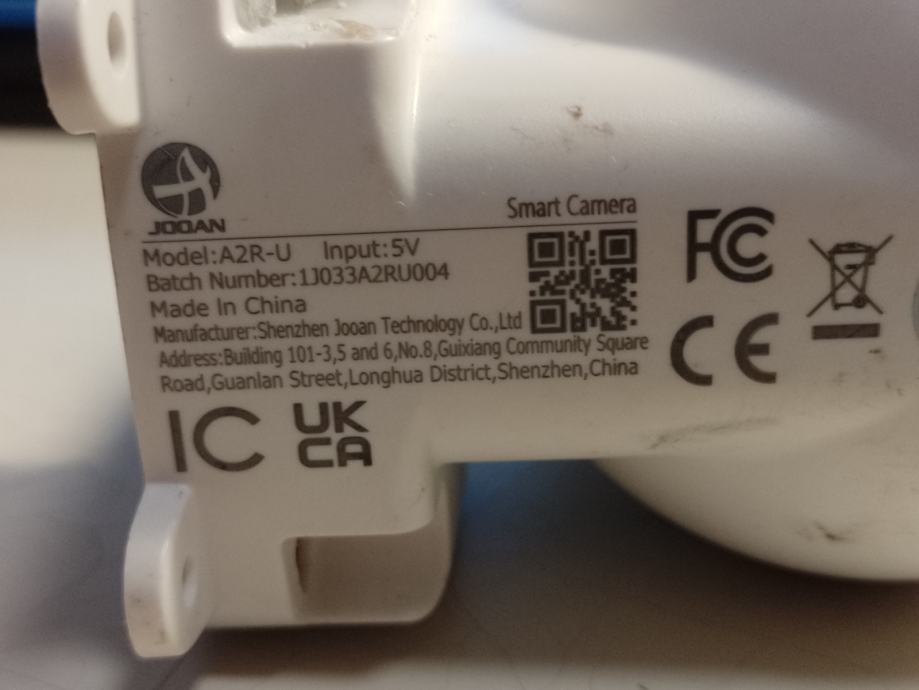 JOOAN
Smart Camera
Model:A2R-U Input:5V
Batch Number:1J033A2RU004
Made In China
Manufacturer:Shenzhen Jooan Technology Co.,Ltd
Address:Building 101-3,5 and 6,No.8,Guixiang Community Square
Road,Guanlan Street,Longhua District,Shenzhen,China
FC
CE
IC
UK
CA